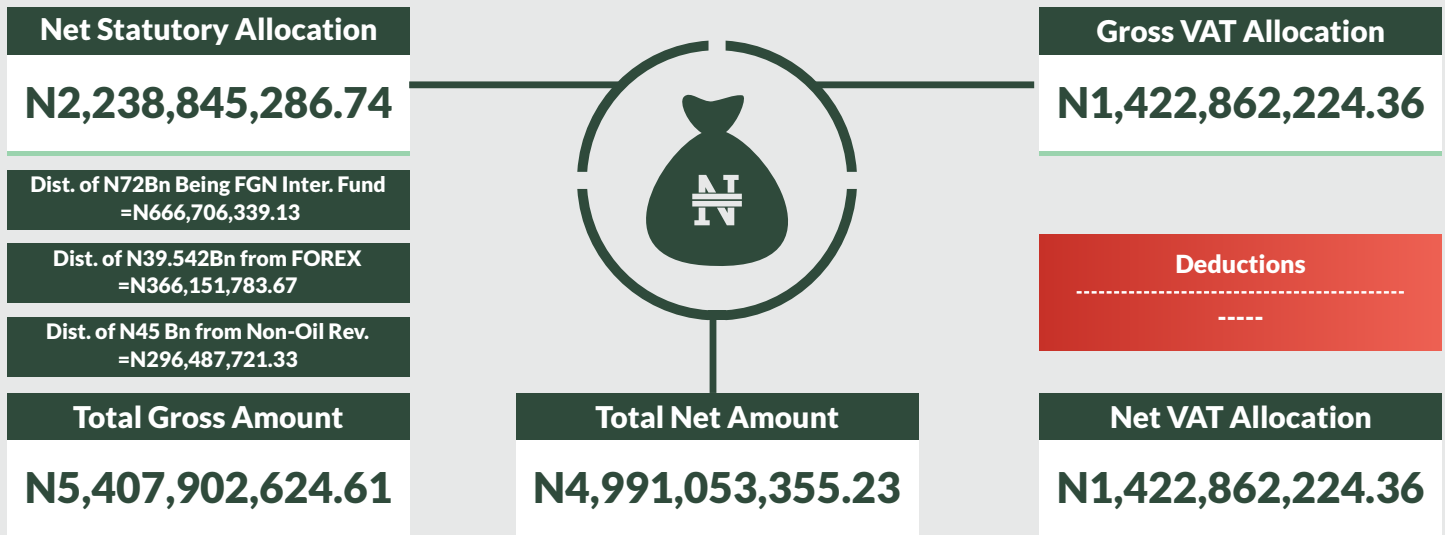 Net Statutory Allocation
N2,238,845,286.74
Dist. of N72Bn Being FGN Inter. Fund
=N666,706,339.13
Dist. of N39.542Bn from FOREX
=N366,151,783.67
Dist. of N45 Bn from Non-Oil Rev.
=N296,487,721.33
Total Gross Amount
N5,407,902,624.61
₦
Total Net Amount
N4,991,053,355.23
Gross VAT Allocation
N1,422,862,224.36
Deductions
--------------------------------------------
-----
Net VAT Allocation
N1,422,862,224.36